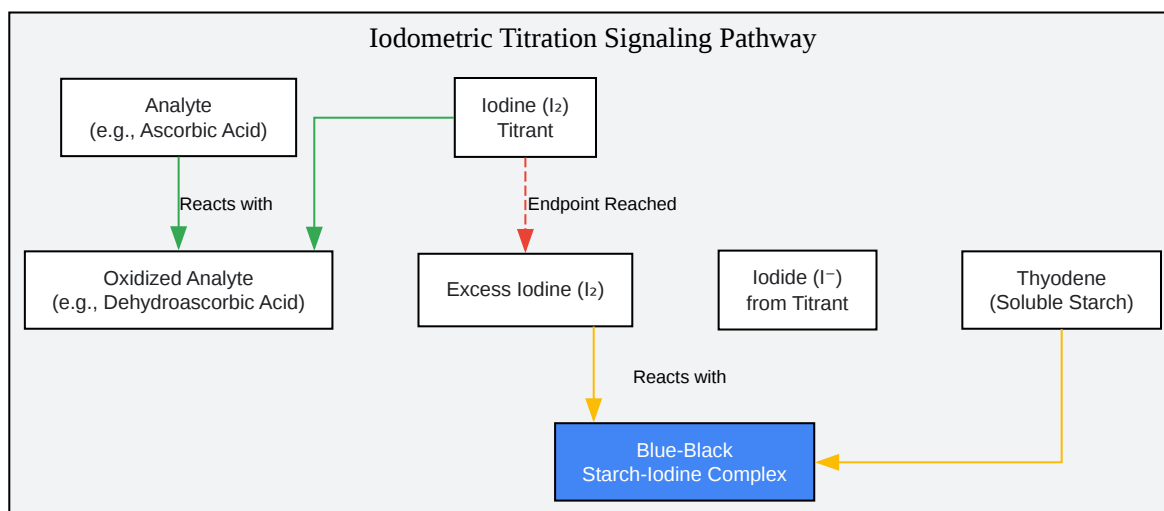 Iodometric Titration Signaling Pathway
Analyte
(e.g., Ascorbic Acid)
Iodine (I₂)
Titrant
Reacts with
Endpoint Reached
Oxidized Analyte
(e.g., Dehydroascorbic Acid)
Excess Iodine (I₂)
Iodide (I⁻)
from Titrant
Thyodene
(Soluble Starch)
Reacts with
Blue-Black
Starch-Iodine Complex